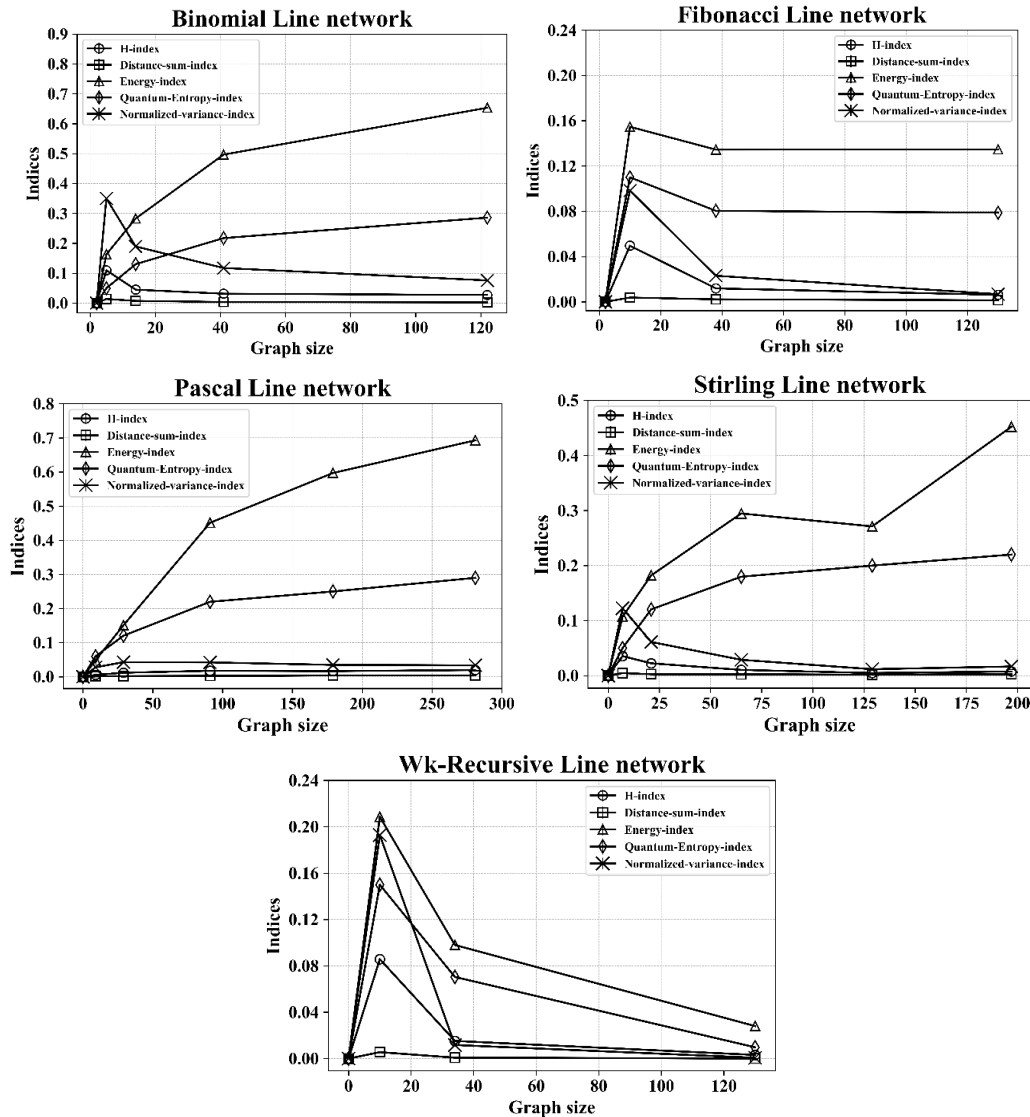 Binomial Line network
0.9
0.8
0.7
0.6
0.5
0.4
0.3
0.2
0.1
0.0
Indices
H-index
Distance-sum-index
Energy-index
Quantum-Entropy-index
Normalized-variance-index
0 20 40 60 80 100 120
Graph size
Fibonacci Line network
0.24
0.20
0.16
0.12
0.08
0.04
0.00
Indices
H-index
Distance-sum-index
Energy-index
Quantum-Entropy-index
Normalized-variance-index
0 20 40 60 80 100 120
Graph size
Pascal Line network
0.8
0.7
0.6
0.5
0.4
0.3
0.2
0.1
0.0
Indices
H-index
Distance-sum-index
Energy-index
Quantum-Entropy-index
Normalized-variance-index
0 50 100 150 200 250 300
Graph size
Stirling Line network
0.5
0.4
0.3
0.2
0.1
0.0
Indices
H-index
Distance-sum-index
Energy-index
Quantum-Entropy-index
Normalized-variance-index
0 25 50 75 100 125 150 175 200
Graph size
Wk-Recursive Line network
0.24
0.20
0.16
0.12
0.08
0.04
0.00
Indices
H-index
Distance-sum-index
Energy-index
Quantum-Entropy-index
Normalized-variance-index
0 20 40 60 80 100 120
Graph size